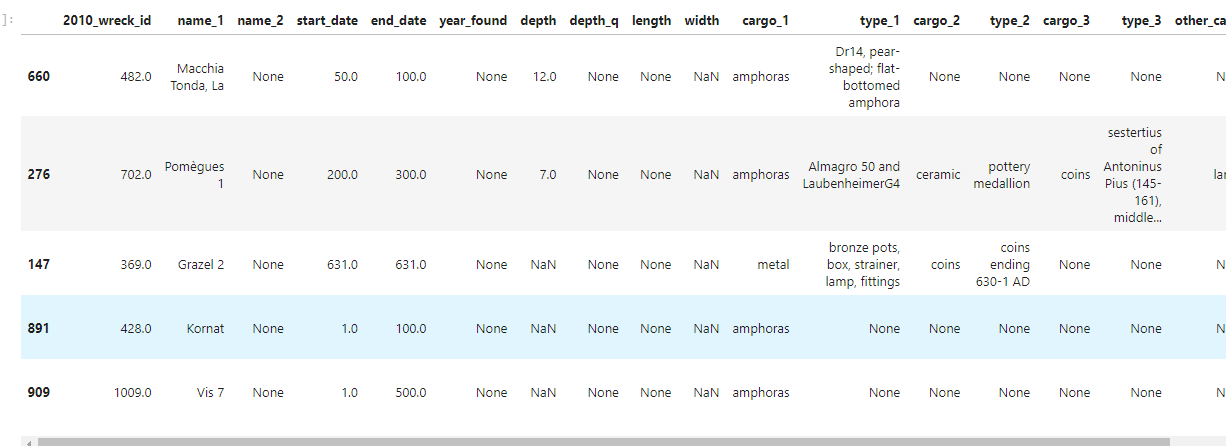 ]:
2010_wreck_id name_1 name_2 start_date end_date year_found depth depth_q length width cargo_1 type_1 cargo_2 type_2 cargo_3 type_3 other_ca
660 482.0 Macchia Tonda, La None 50.0 100.0 None 12.0 None None NaN amphoras Dr14, pear-shaped; flat-bottomed amphora None None None None N
276 702.0 Pomègues 1 None 200.0 300.0 None 7.0 None None NaN amphoras Almagro 50 and LaubenheimerG4 ceramic pottery medallion coins sestertius of Antoninus Pius (145-161), middle... lar
147 369.0 Grazel 2 None 631.0 631.0 None NaN None None NaN metal bronze pots, box, strainer, lamp, fittings coins coins ending 630-1 AD None None N
891 428.0 Kornat None 1.0 100.0 None NaN None None NaN amphoras None None None None None N
909 1009.0 Vis 7 None 1.0 500.0 None NaN None None NaN amphoras None None None None None N